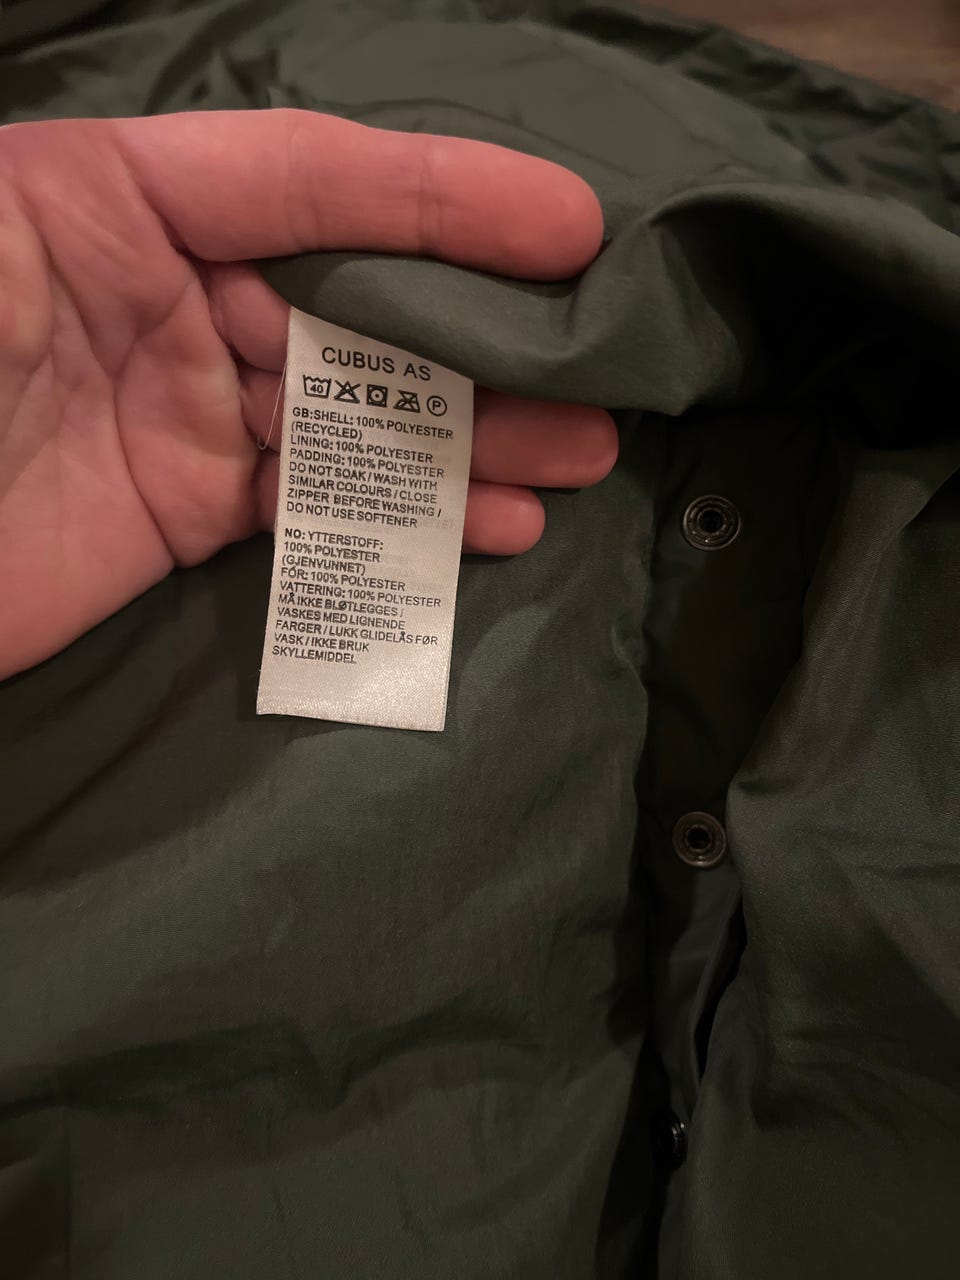 CUBUS AS
40 P
GB:SHELL: 100% POLYESTER
(RECYCLED)
LINING: 100% POLYESTER
PADDING: 100% POLYESTER
DO NOT SOAK / WASH WITH
SIMILAR COLOURS / CLOSE
ZIPPER BEFORE WASHING /
DO NOT USE SOFTENER
NO: YTTERSTOFF:
100% POLYESTER
(GJENVUNNET)
FÓR: 100% POLYESTER
VATTERING: 100% POLYESTER
MÅ IKKE BLØTLEGGES /
VASKES MED LIGNENDE
FARGER / LUKK GLIDELÅS FØR
VASK / IKKE BRUK
SKYLLEMIDDEL